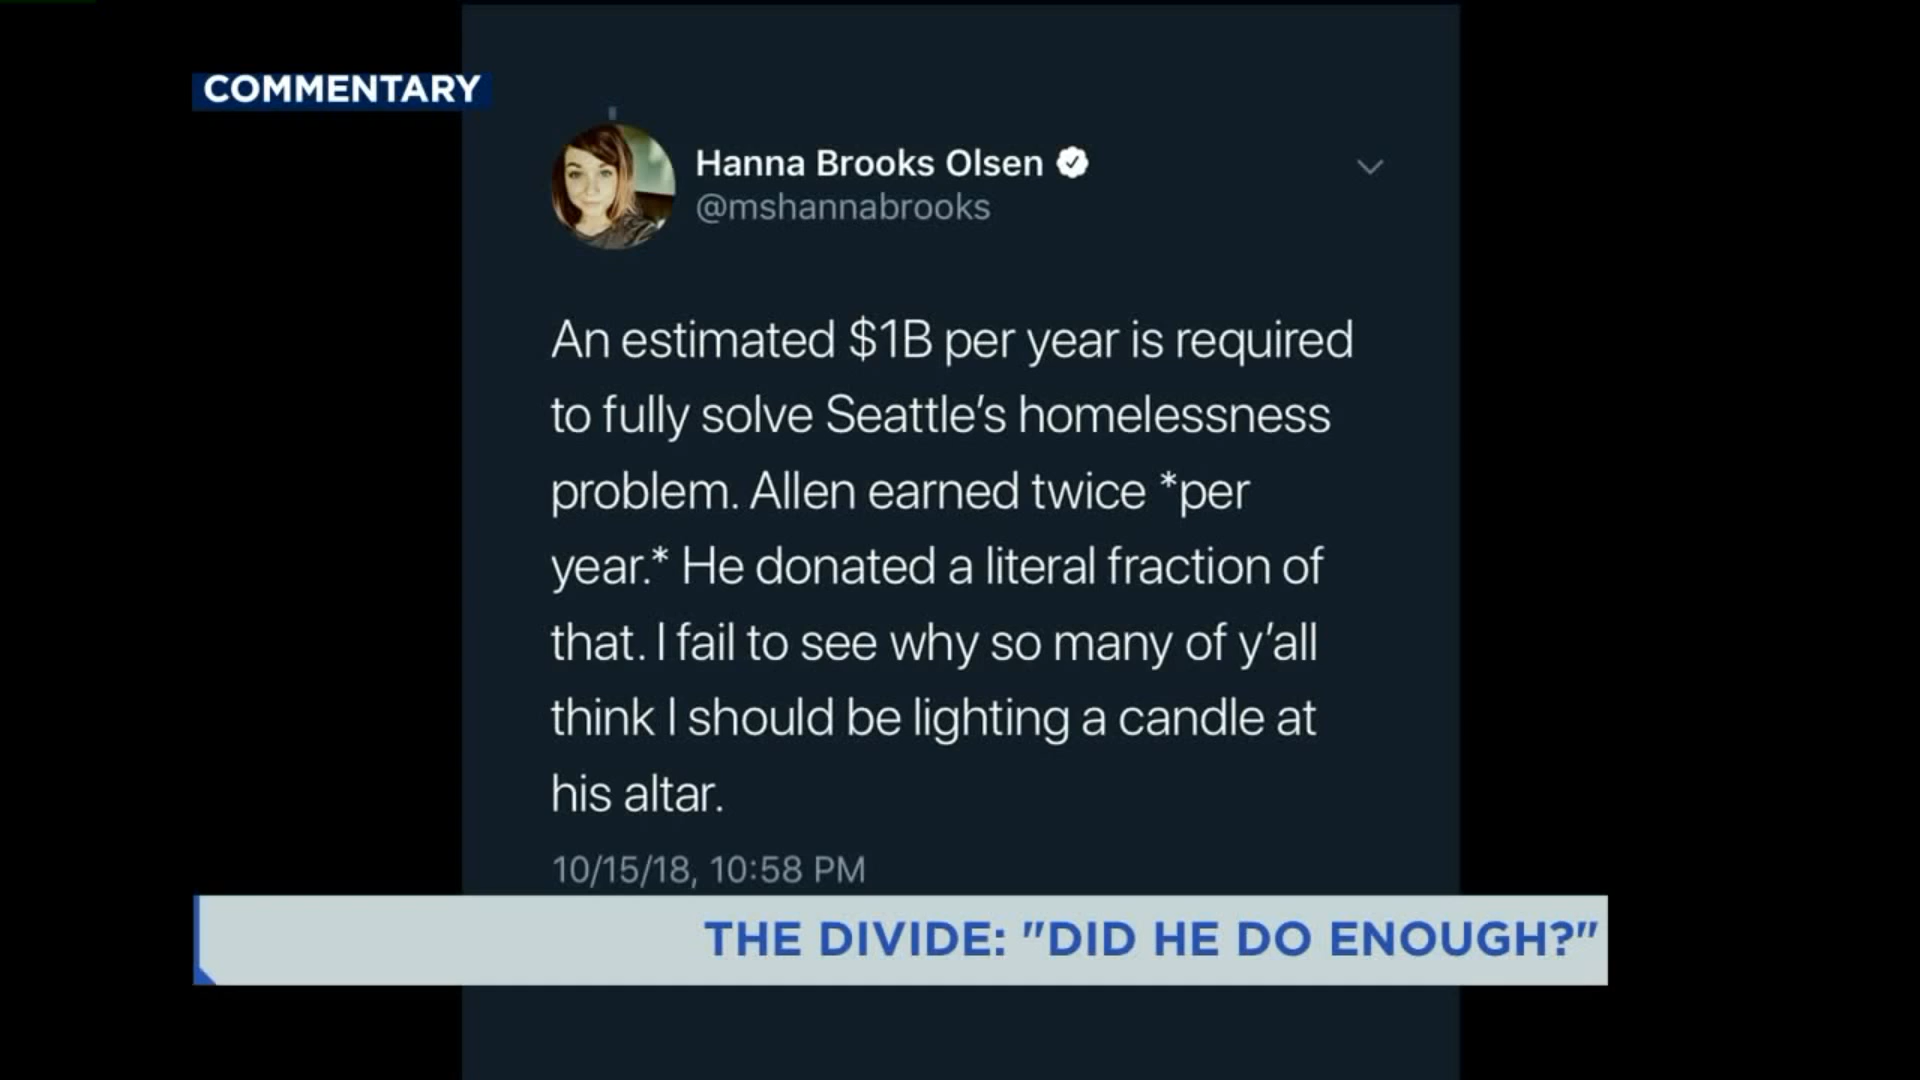 COMMENTARY
Hanna Brooks Olsen
@mshannabrooks
An estimated $1B per year is required
to fully solve Seattle’s homelessness
problem. Allen earned twice *per
year.* He donated a literal fraction of
that. I fail to see why so many of y’all
think I should be lighting a candle at
his altar.
10/15/18, 10:58 PM
THE DIVIDE: "DID HE DO ENOUGH?"